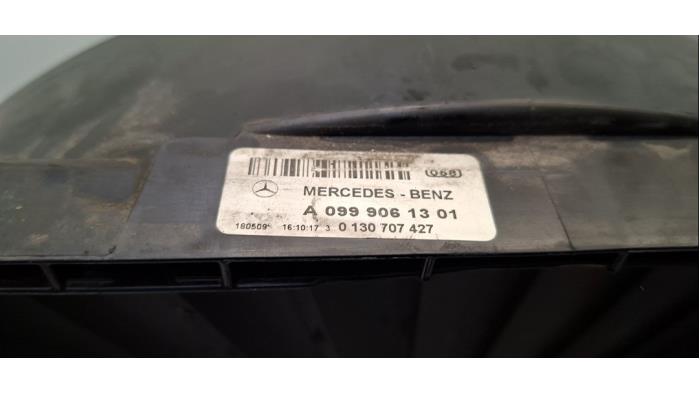 068
MERCEDES - BENZ
A 099 906 13 01
180509 16:10:17 3 0 130 707 427